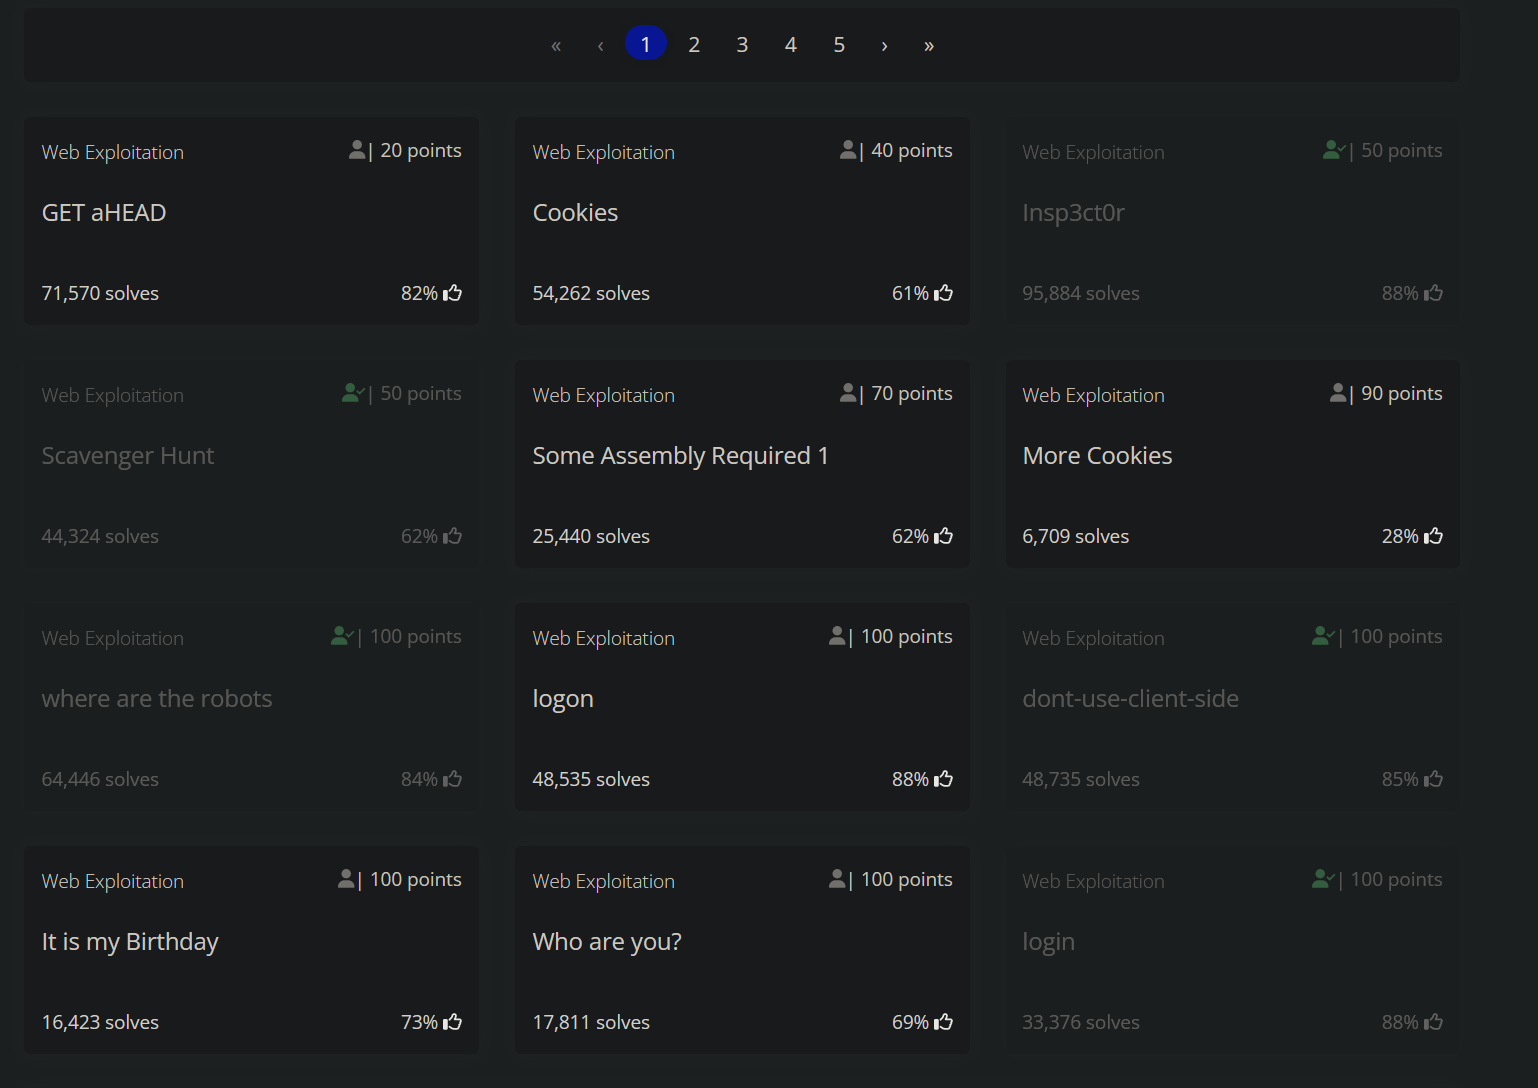 « ‹ 1 2 3 4 5 › »
Web Exploitation | 20 points
GET aHEAD
71,570 solves 82%
Web Exploitation | 40 points
Cookies
54,262 solves 61%
Web Exploitation | 50 points
Insp3ct0r
95,884 solves 88%
Web Exploitation | 50 points
Scavenger Hunt
44,324 solves 62%
Web Exploitation | 70 points
Some Assembly Required 1
25,440 solves 62%
Web Exploitation | 90 points
More Cookies
6,709 solves 28%
Web Exploitation | 100 points
where are the robots
64,446 solves 84%
Web Exploitation | 100 points
logon
48,535 solves 88%
Web Exploitation | 100 points
dont-use-client-side
48,735 solves 85%
Web Exploitation | 100 points
It is my Birthday
16,423 solves 73%
Web Exploitation | 100 points
Who are you?
17,811 solves 69%
Web Exploitation | 100 points
login
33,376 solves 88%